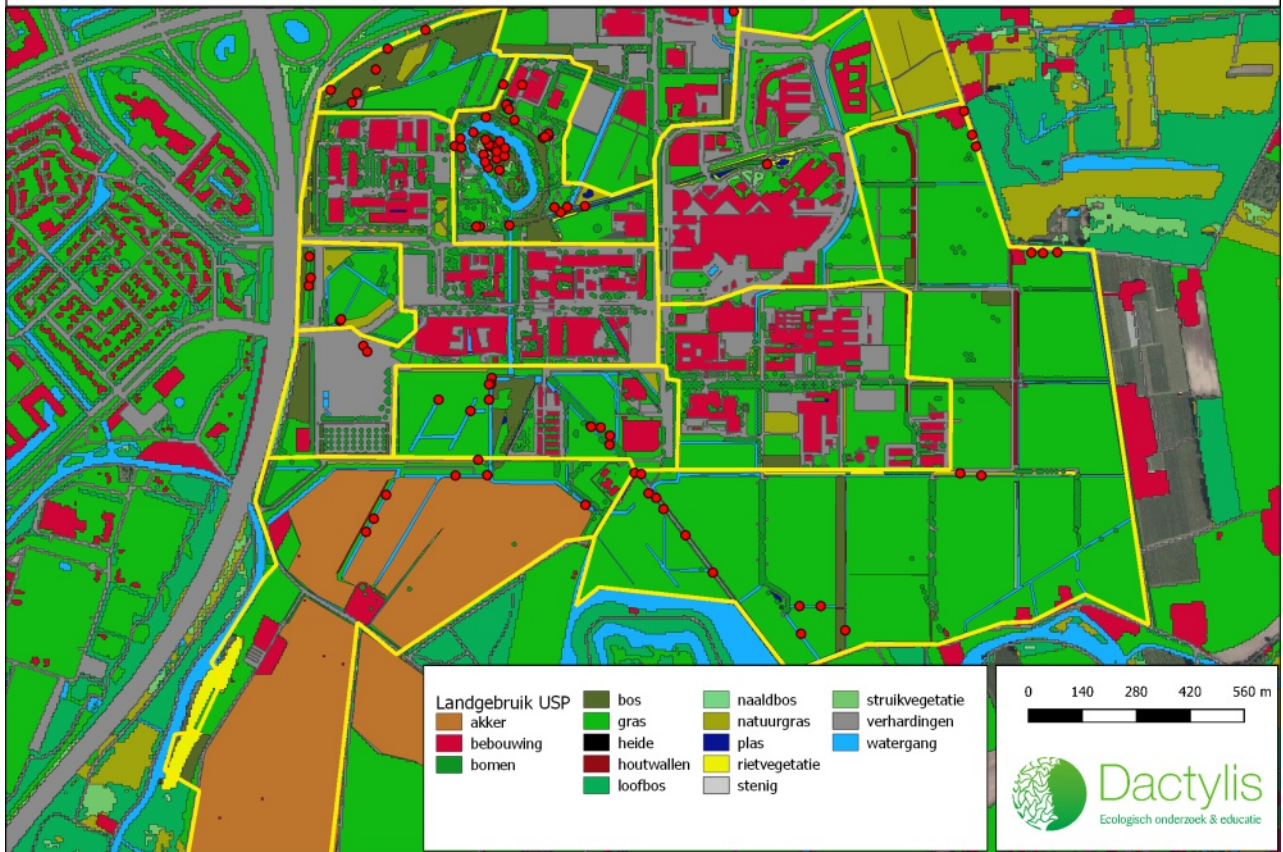 Landgebruik USP
akker
bebouwing
bomen
bos
gras
heide
houtwallen
loofbos
naaldbos
natuurgras
plas
rietvegetatie
stenig
struikvegetatie
verhardingen
watergang
0 140 280 420 560 m
Dactylis
Ecologisch onderzoek & educatie